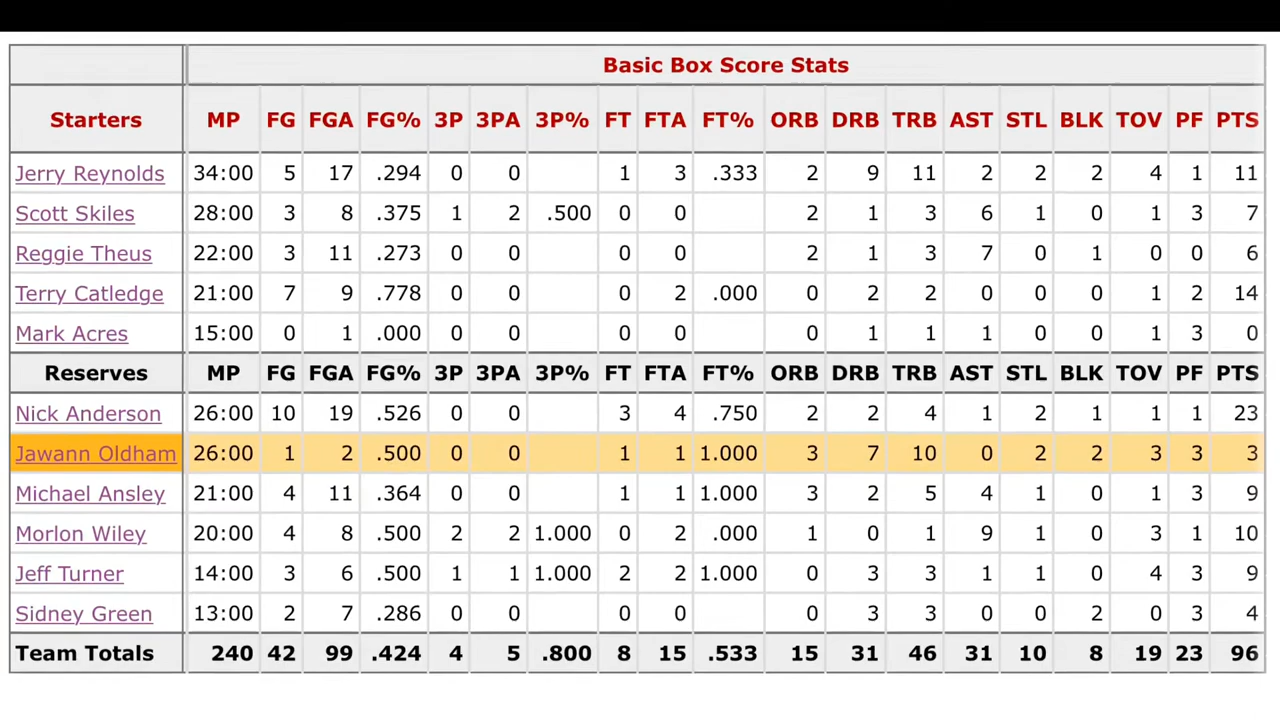 Basic Box Score Stats
Starters MP FG FGA FG% 3P 3PA 3P% FT FTA FT% ORB DRB TRB AST STL BLK TOV PF PTS
Jerry Reynolds 34:00 5 17 .294 0 0 1 3 .333 2 9 11 2 2 2 4 1 11
Scott Skiles 28:00 3 8 .375 1 2 .500 0 0 2 1 3 6 1 0 1 3 7
Reggie Theus 22:00 3 11 .273 0 0 0 0 2 1 3 7 0 1 0 0 6
Terry Catledge 21:00 7 9 .778 0 0 0 2 .000 0 2 2 0 0 0 1 2 14
Mark Acres 15:00 0 1 .000 0 0 0 0 0 1 1 1 0 0 1 3 0
Reserves MP FG FGA FG% 3P 3PA 3P% FT FTA FT% ORB DRB TRB AST STL BLK TOV PF PTS
Nick Anderson 26:00 10 19 .526 0 0 3 4 .750 2 2 4 1 2 1 1 1 23
Jawann Oldham 26:00 1 2 .500 0 0 1 1 1.000 3 7 10 0 2 2 3 3 3
Michael Ansley 21:00 4 11 .364 0 0 1 1 1.000 3 2 5 4 1 0 1 3 9
Morlon Wiley 20:00 4 8 .500 2 2 1.000 0 2 .000 1 0 1 9 1 0 3 1 10
Jeff Turner 14:00 3 6 .500 1 1 1.000 2 2 1.000 0 3 3 1 1 0 4 3 9
Sidney Green 13:00 2 7 .286 0 0 0 0 0 3 3 0 0 2 0 3 4
Team Totals 240 42 99 .424 4 5 .800 8 15 .533 15 31 46 31 10 8 19 23 96